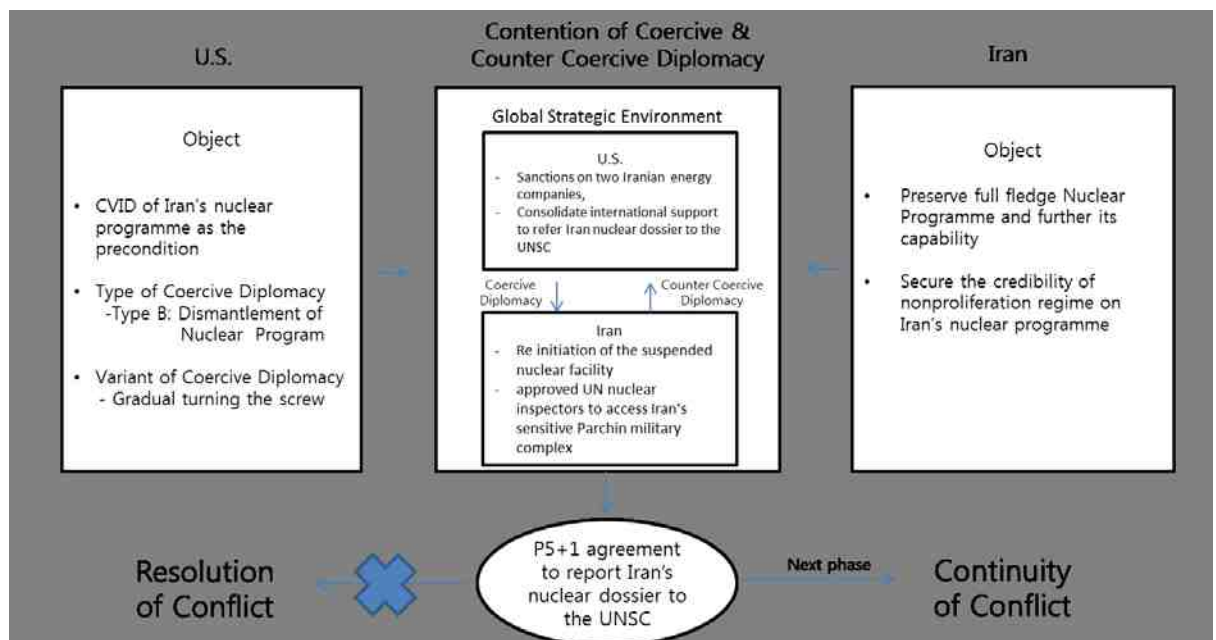 U.S.
Contention of Coercive &
Counter Coercive Diplomacy
Iran
Object
• CVID of Iran's nuclear
programme as the
precondition
• Type of Coercive Diplomacy
-Type B: Dismantlement of
Nuclear Program
• Variant of Coercive Diplomacy
- Gradual turning the screw
Global Strategic Environment
U.S.
- Sanctions on two Iranian energy
companies,
- Consolidate international support
to refer Iran nuclear dossier to the
UNSC
Coercive
Diplomacy
Counter Coercive
Diplomacy
Iran
- Re initiation of the suspended
nuclear facility
- approved UN nuclear
inspectors to access Iran's
sensitive Parchin military
complex
Object
• Preserve full fledge Nuclear
Programme and further its
capability
• Secure the credibility of
nonproliferation regime on
Iran's nuclear programme
Resolution
of Conflict
P5+1 agreement
to report Iran's
nuclear dossier to
the UNSC
Next phase
Continuity
of Conflict